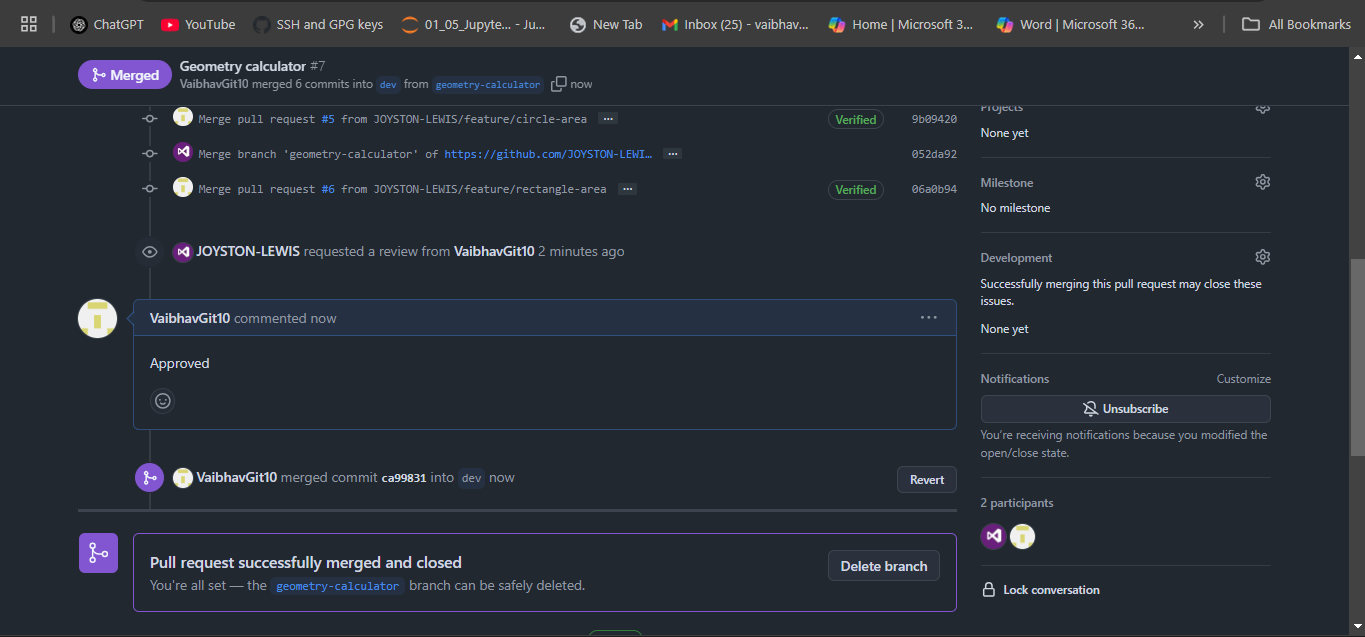 ChatGPT
YouTube
SSH and GPG keys
01_05_Jupyte... - Ju...
New Tab
Inbox (25) - vaibhav...
Home | Microsoft 3...
Word | Microsoft 36...
»
All Bookmarks
Merged
Geometry calculator #7
VaibhavGit10 merged 6 commits into dev from geometry-calculator now
Merge pull request #5 from JOYSTON-LEWIS/feature/circle-area ... Verified 9b09420
Merge branch 'geometry-calculator' of https://github.com/JOYSTON-LEWI… ... 052da92
Merge pull request #6 from JOYSTON-LEWIS/feature/rectangle-area ... Verified 06a0b94
JOYSTON-LEWIS requested a review from VaibhavGit10 2 minutes ago
VaibhavGit10 commented now ...
Approved
VaibhavGit10 merged commit ca99831 into dev now
Revert
Pull request successfully merged and closed
You're all set — the geometry-calculator branch can be safely deleted.
Delete branch
Projects
None yet
Milestone
No milestone
Development
Successfully merging this pull request may close these
issues.
None yet
Notifications
Customize
Unsubscribe
You're receiving notifications because you modified the
open/close state.
2 participants
Lock conversation